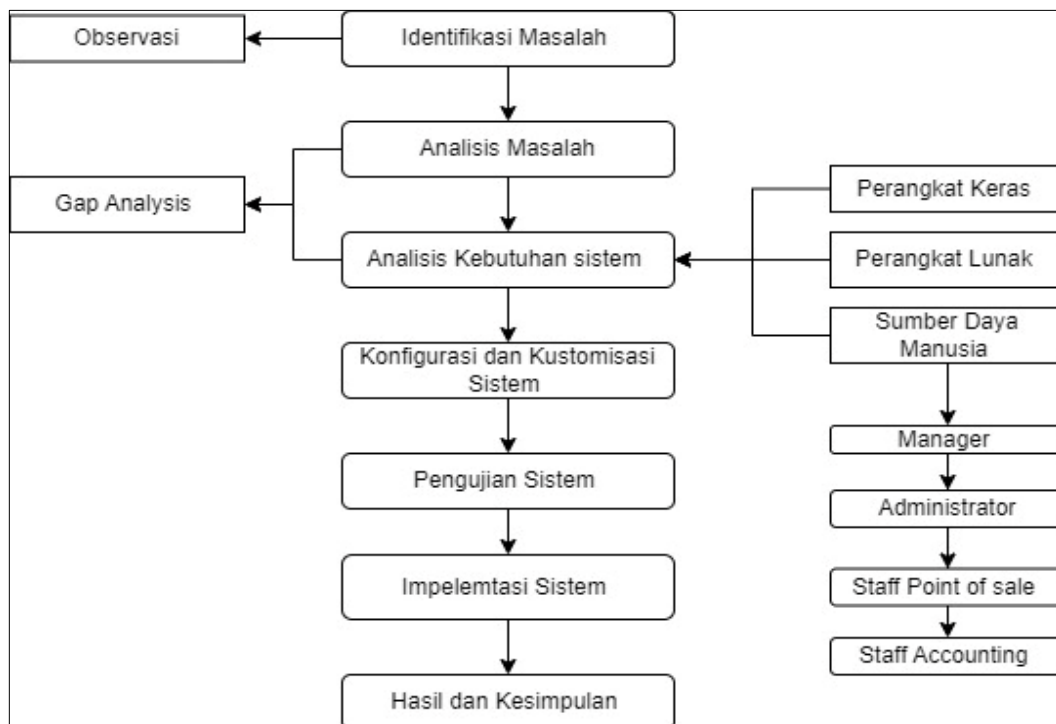 Observasi
Identifikasi Masalah
Analisis Masalah
Gap Analysis
Perangkat Keras
Analisis Kebutuhan sistem
Perangkat Lunak
Sumber Daya
Manusia
Konfigurasi dan Kustomisasi
Sistem
Manager
Pengujian Sistem
Administrator
Impelemtasi Sistem
Staff Point of sale
Staff Accounting
Hasil dan Kesimpulan